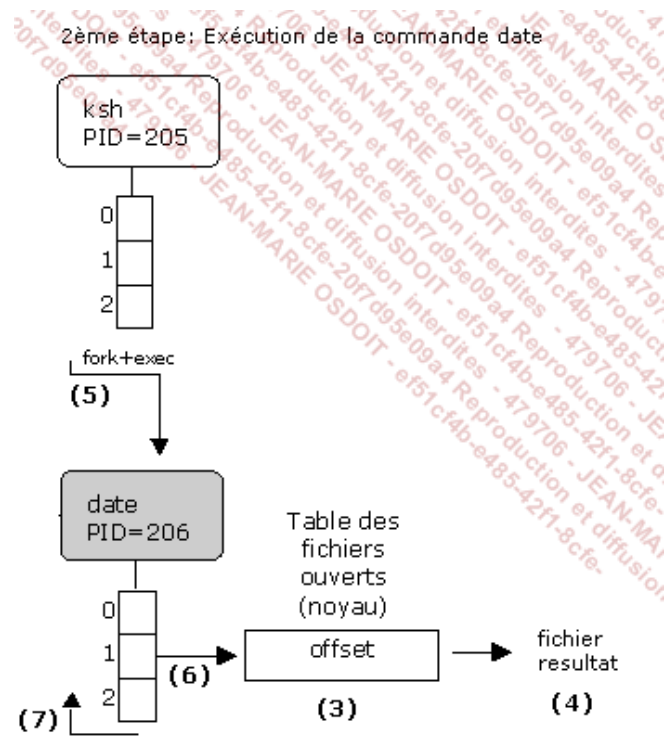 2ème étape: Exécution de la commande date
ksh
PID=205
0
1
2
fork+exec
(5)
date
PID=206
Table des
fichiers
ouverts
(noyau)
0
1
2
offset
fichier
resultat
(6)
(3)
(4)
(7)